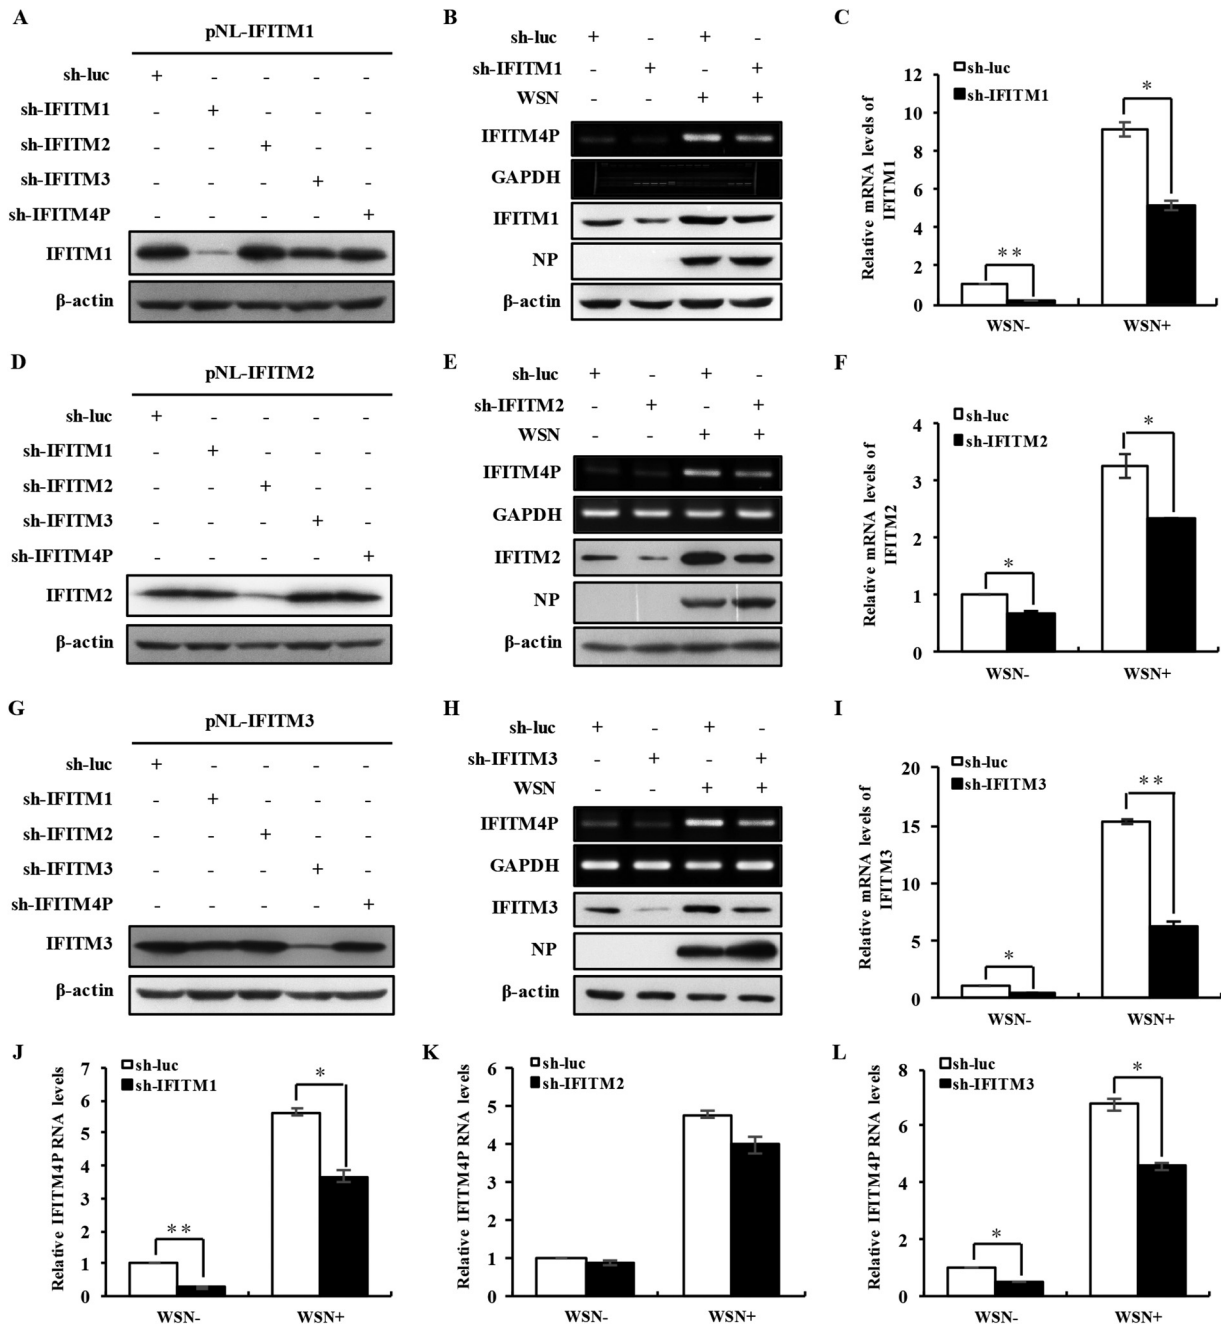 A
pNL-IFITM1
sh-luc + - - - -
sh-IFITM1 - + - - -
sh-IFITM2 - - + - -
sh-IFITM3 - - - + -
sh-IFITM4P - - - - +
IFITM1
β-actin
B
sh-luc + - + -
sh-IFITM1 - + - +
WSN - - + +
IFITM4P
GAPDH
IFITM1
NP
β-actin
C
Relative mRNA levels of
IFITM1
12
10
8
6
4
2
0
sh-luc
sh-IFITM1
**
*
WSN-
WSN+
D
pNL-IFITM2
sh-luc + - - - -
sh-IFITM1 - + - - -
sh-IFITM2 - - + - -
sh-IFITM3 - - - + -
sh-IFITM4P - - - - +
IFITM2
β-actin
E
sh-luc + - + -
sh-IFITM2 - + - +
WSN - - + +
IFITM4P
GAPDH
IFITM2
NP
β-actin
F
Relative mRNA levels of
IFITM2
4
3
2
1
0
sh-luc
sh-IFITM2
*
*
WSN-
WSN+
G
pNL-IFITM3
sh-luc + - - - -
sh-IFITM1 - + - - -
sh-IFITM2 - - + - -
sh-IFITM3 - - - + -
sh-IFITM4P - - - - +
IFITM3
β-actin
H
sh-luc + - + -
sh-IFITM3 - + - +
WSN - - + +
IFITM4P
GAPDH
IFITM3
NP
β-actin
I
Relative mRNA levels of
IFITM3
20
15
10
5
0
sh-luc
sh-IFITM3
*
**
WSN-
WSN+
J
Relative IFITM4P RNA levels
7
6
5
4
3
2
1
0
sh-luc
sh-IFITM1
**
*
WSN-
WSN+
K
Relative IFITM4P RNA levels
6
5
4
3
2
1
0
sh-luc
sh-IFITM2
WSN-
WSN+
L
Relative IFITM4P RNA levels
8
6
4
2
0
sh-luc
sh-IFITM3
*
*
WSN-
WSN+